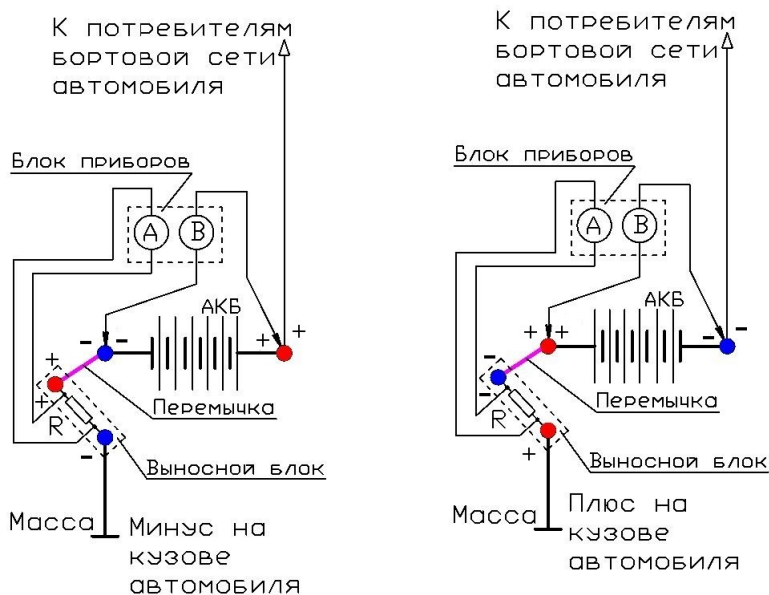 К потребителям
бортовой сети
автомобиля
Блок приборов
А
В
АКБ
-
-
+
+
+
+
R
-
Перемычка
Выносной блок
Масса
Минус на
кузове
автомобиля
К потребителям
бортовой сети
автомобиля
Блок приборов
А
В
АКБ
+
+
-
-
-
-
R
+
Перемычка
Выносной блок
Масса
Плюс на
кузове
автомобиля